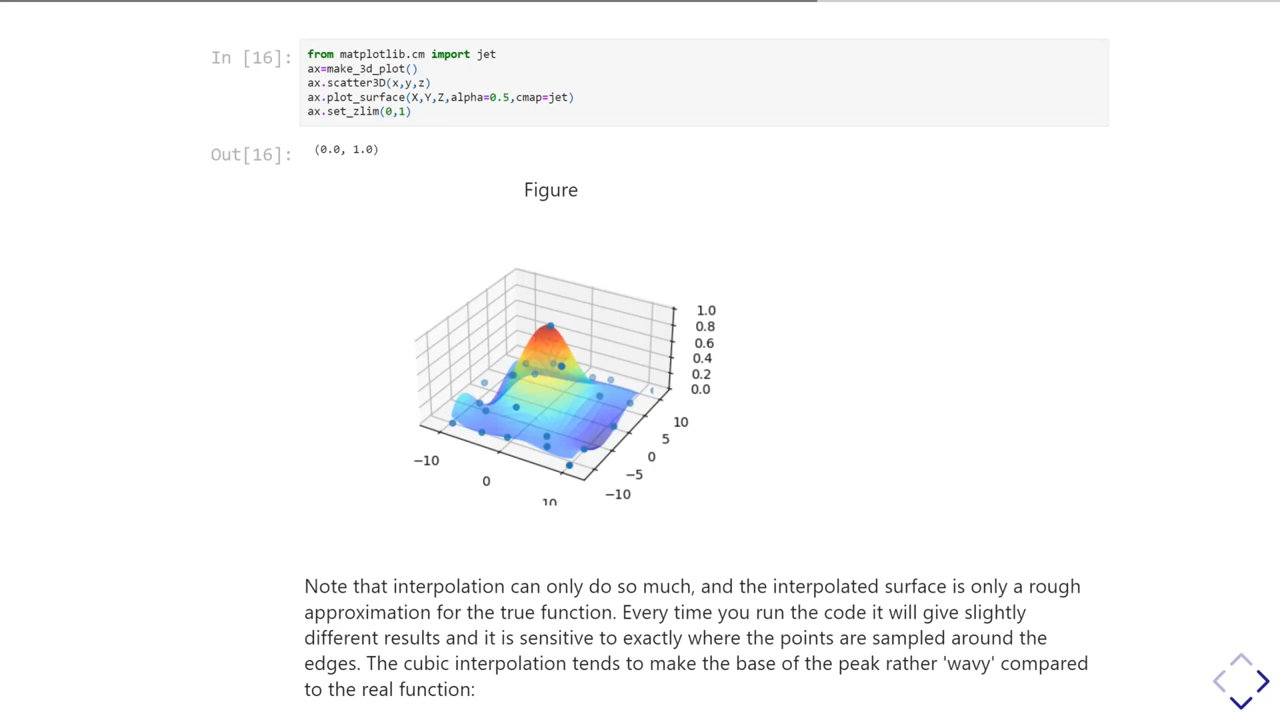 In [16]:
from matplotlib.cm import jet
ax=make_3d_plot()
ax.scatter3D(x,y,z)
ax.plot_surface(X,Y,Z,alpha=0.5,cmap=jet)
ax.set_zlim(0,1)
Out[16]:
(0.0, 1.0)
Figure
1.0
0.8
0.6
0.4
0.2
0.0
10
5
0
−5
−10
−10
0
10
Note that interpolation can only do so much, and the interpolated surface is only a rough
approximation for the true function. Every time you run the code it will give slightly
different results and it is sensitive to exactly where the points are sampled around the
edges. The cubic interpolation tends to make the base of the peak rather 'wavy' compared
to the real function: